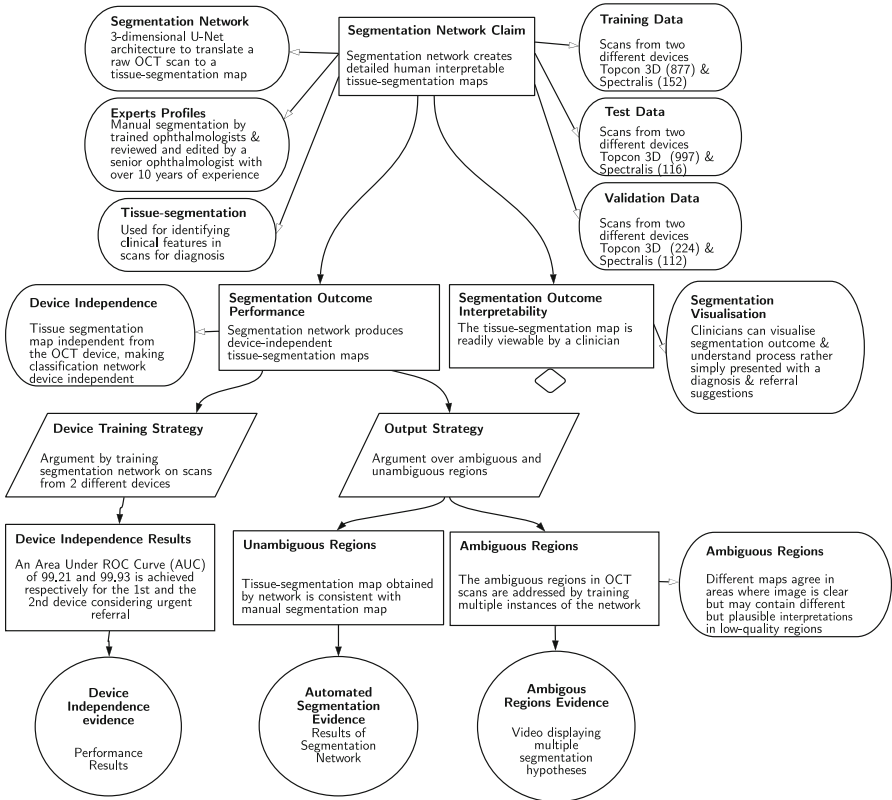 Segmentation Network
3-dimensional U-Net
architecture to translate a
raw OCT scan to a
tissue-segmentation map
Segmentation Network Claim
Segmentation network creates
detailed human interpretable
tissue-segmentation maps
Training Data
Scans from two
different devices
Topcon 3D (877) &
Spectralis (152)
Experts Profiles
Manual segmentation by
trained ophthalmologists &
reviewed and edited by a
senior ophthalmologist with
over 10 years of experience
Test Data
Scans from two
different devices
Topcon 3D (997) &
Spectralis (116)
Tissue-segmentation
Used for identifying
clinical features in
scans for diagnosis
Validation Data
Scans from two
different devices
Topcon 3D (224) &
Spectralis (112)
Device Independence
Tissue segmentation
map independent from
the OCT device, making
classification network
device independent
Segmentation Outcome
Performance
Segmentation network produces
device-independent
tissue-segmentation maps
Segmentation Outcome
Interpretability
The tissue-segmentation map is
readily viewable by a clinician
Segmentation
Visualisation
Clinicians can visualise
segmentation outcome &
understand process rather
simply presented with a
diagnosis & referral
suggestions
Device Training Strategy
Argument by training
segmentation network on scans
from 2 different devices
Output Strategy
Argument over ambiguous and
unambiguous regions
Device Independence Results
An Area Under ROC Curve (AUC)
of 99.21 and 99.93 is achieved
respectively for the 1st and the
2nd device considering urgent
referral
Unambiguous Regions
Tissue-segmentation map obtained
by network is consistent with
manual segmentation map
Ambiguous Regions
The ambiguous regions in OCT
scans are addressed by training
multiple instances of the network
Ambiguous Regions
Different maps agree in
areas where image is clear
but may contain different
but plausible interpretations
in low-quality regions
Device
Independence
evidence
Performance
Results
Automated
Segmentation
Evidence
Results of
Segmentation
Network
Ambigous
Regions Evidence
Video displaying
multiple
segmentation
hypotheses